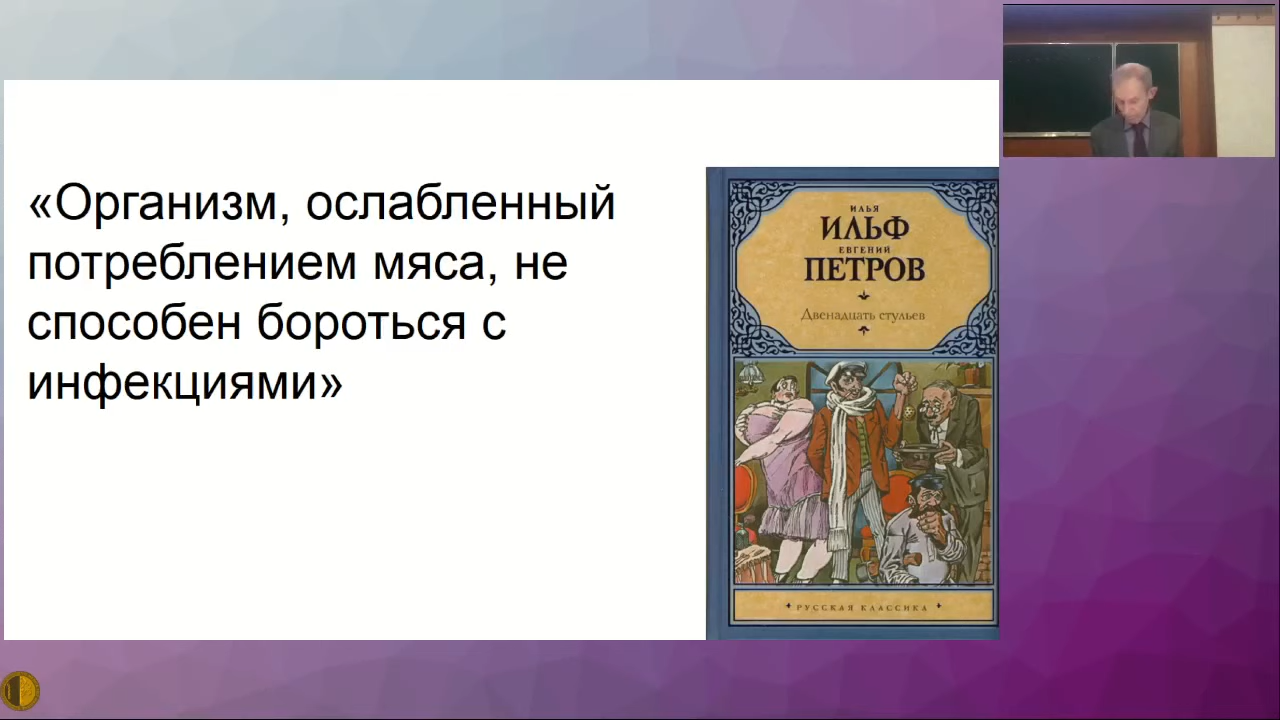 «Организм, ослабленный
потреблением мяса, не
способен бороться с
инфекциями»
ИЛЬЯ
ИЛЬФ
ЕВГЕНИЙ
ПЕТРОВ
Двенадцать стульев
РУССКАЯ КЛАССИКА